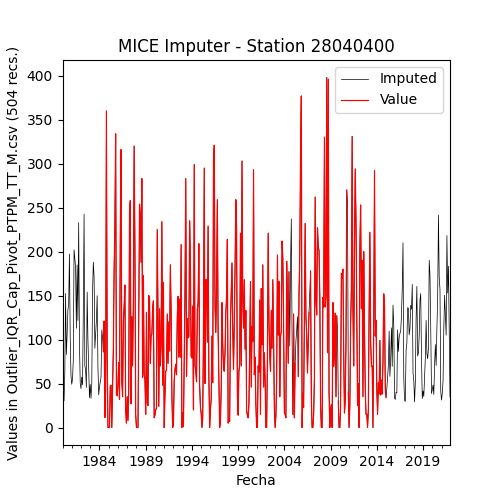 MICE Imputer - Station 28040400
Values in Outlier_IQR_Cap_Pivot_PTPM_TT_M.csv (504 recs.)
400
350
300
250
200
150
100
50
0
Imputed
Value
1984 1989 1994 1999 2004 2009 2014 2019
Fecha